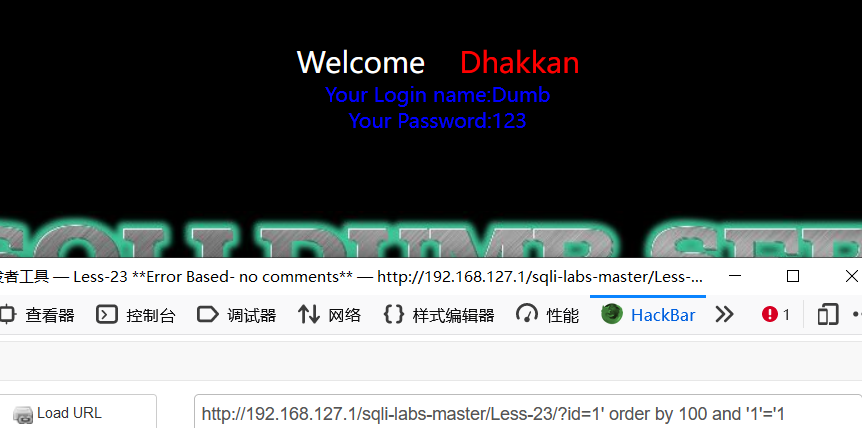 Welcome Dhakkan
Your Login name:Dumb
Your Password:123
者工具 — Less-23 **Error Based- no comments** — http://192.168.127.1/sqli-labs-master/Less-...
查看器 控制台 调试器 网络 样式编辑器 性能 HackBar 1
Load URL http://192.168.127.1/sqli-labs-master/Less-23/?id=1' order by 100 and '1'='1